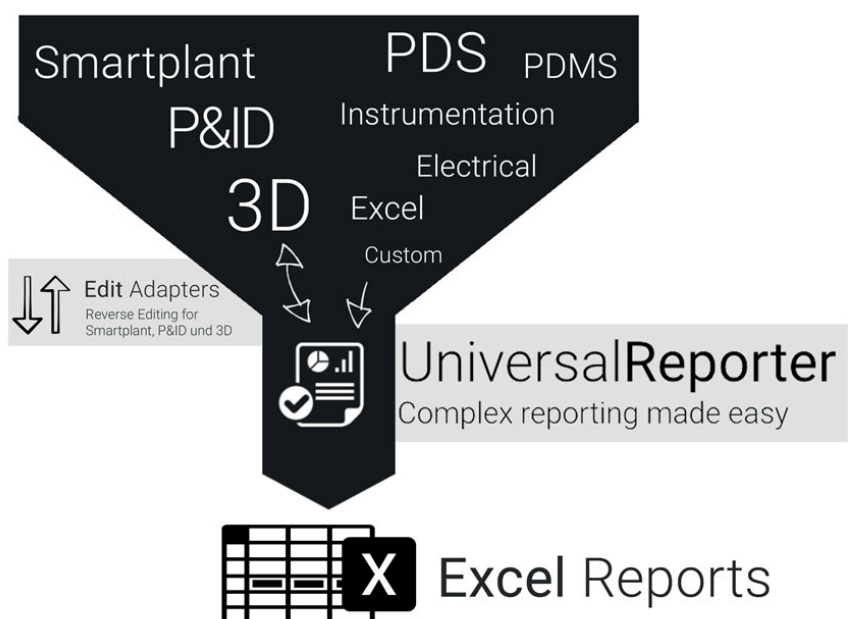 Smartplant
PDS
PDMS
P&ID
Instrumentation
Electrical
3D
Excel
Custom
Edit Adapters
Reverse Editing for
Smartplant, P&ID und 3D
UniversalReporter
Complex reporting made easy
X
Excel Reports